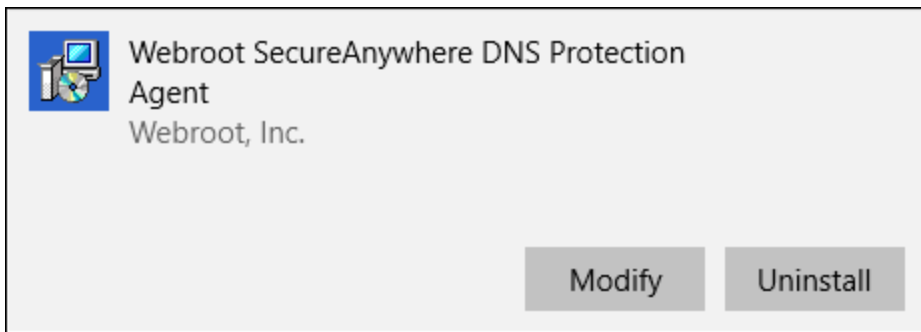 Webroot SecureAnywhere DNS Protection
Agent
Webroot, Inc.
Modify
Uninstall